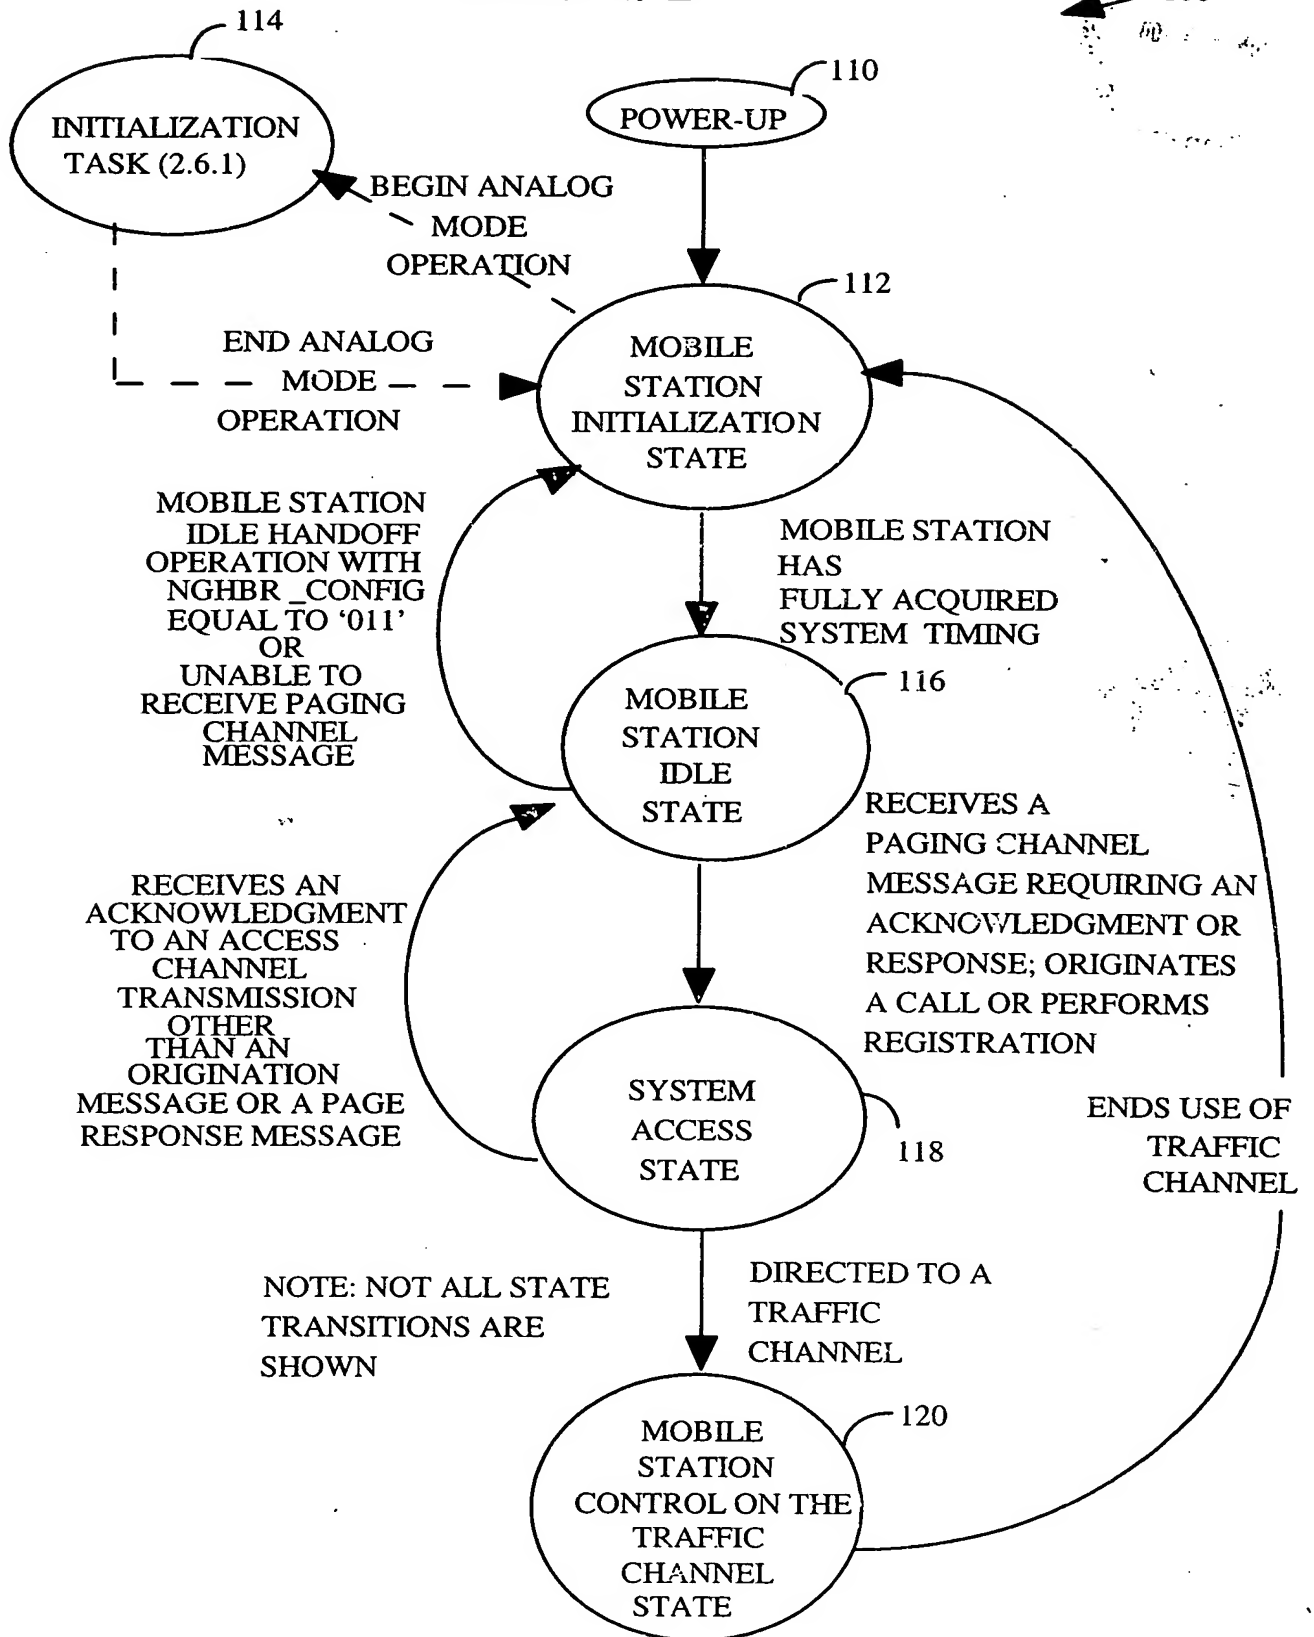 114
110
POWER-UP
INITIALIZATION
TASK (2.6.1)
BEGIN ANALOG
MODE
OPERATION
112
END ANALOG
MODE
OPERATION
MOBILE
STATION
INITIALIZATION
STATE
MOBILE STATION
IDLE HANDOFF
OPERATION WITH
NGHBR _CONFIG
EQUAL TO ‘011’
OR
UNABLE TO
RECEIVE PAGING
CHANNEL
MESSAGE
MOBILE STATION
HAS
FULLY ACQUIRED
SYSTEM TIMING
116
MOBILE
STATION
IDLE
STATE
RECEIVES A
PAGING CHANNEL
MESSAGE REQUIRING AN
ACKNOWLEDGMENT OR
RESPONSE; ORIGINATES
A CALL OR PERFORMS
REGISTRATION
RECEIVES AN
ACKNOWLEDGMENT
TO AN ACCESS
CHANNEL
TRANSMISSION
OTHER
THAN AN
ORIGINATION
MESSAGE OR A PAGE
RESPONSE MESSAGE
SYSTEM
ACCESS
STATE
118
ENDS USE OF
TRAFFIC
CHANNEL
NOTE: NOT ALL STATE
TRANSITIONS ARE
SHOWN
DIRECTED TO A
TRAFFIC
CHANNEL
120
MOBILE
STATION
CONTROL ON THE
TRAFFIC
CHANNEL
STATE